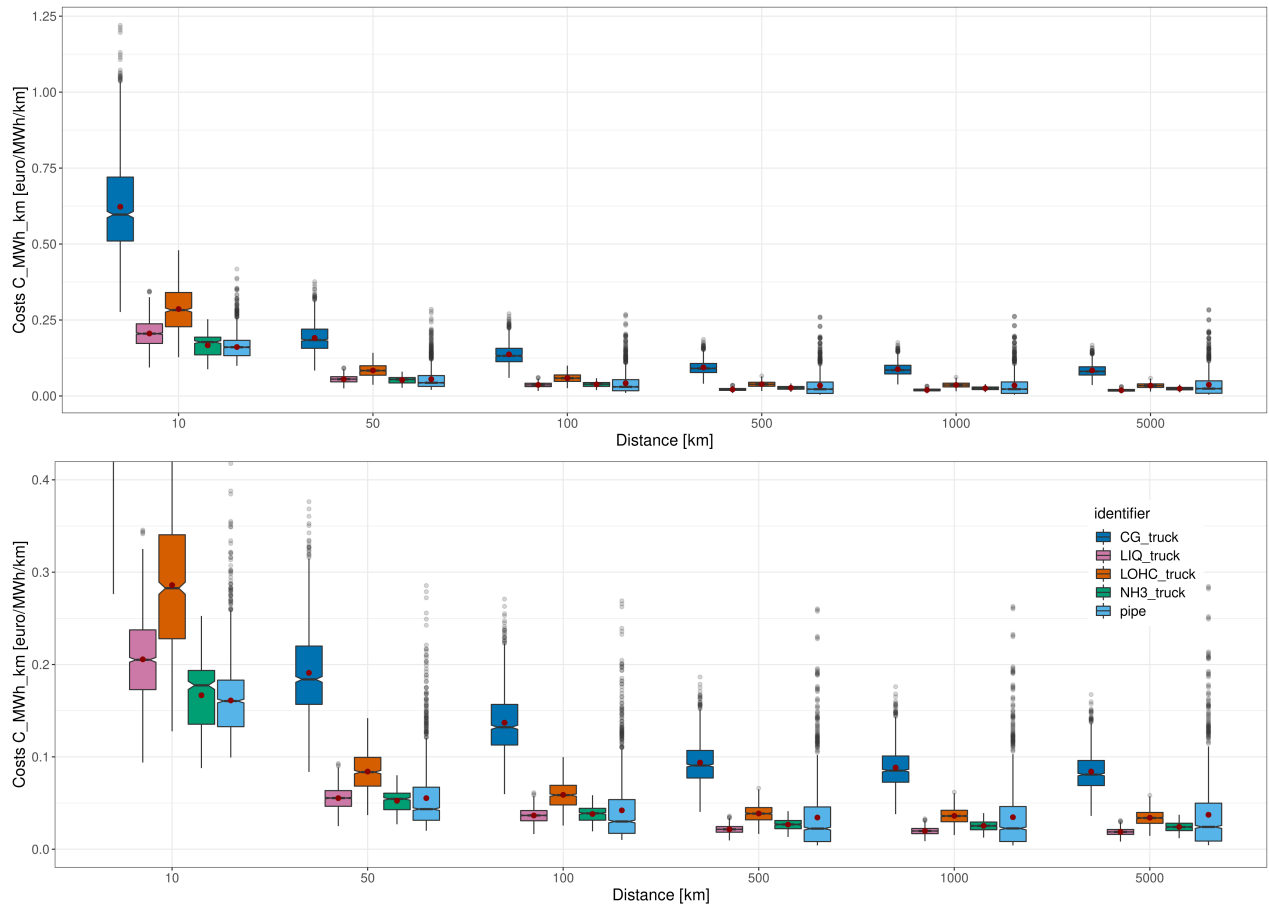 Costs C_MWh_km [euro/MWh/km]
1.25
1.00
0.75
0.50
0.25
0.00
10 50 100 500 1000 5000
Distance [km]
Costs C_MWh_km [euro/MWh/km]
0.4
0.3
0.2
0.1
0.0
identifier
CG_truck
LIQ_truck
LOHC_truck
NH3_truck
pipe
10 50 100 500 1000 5000
Distance [km]